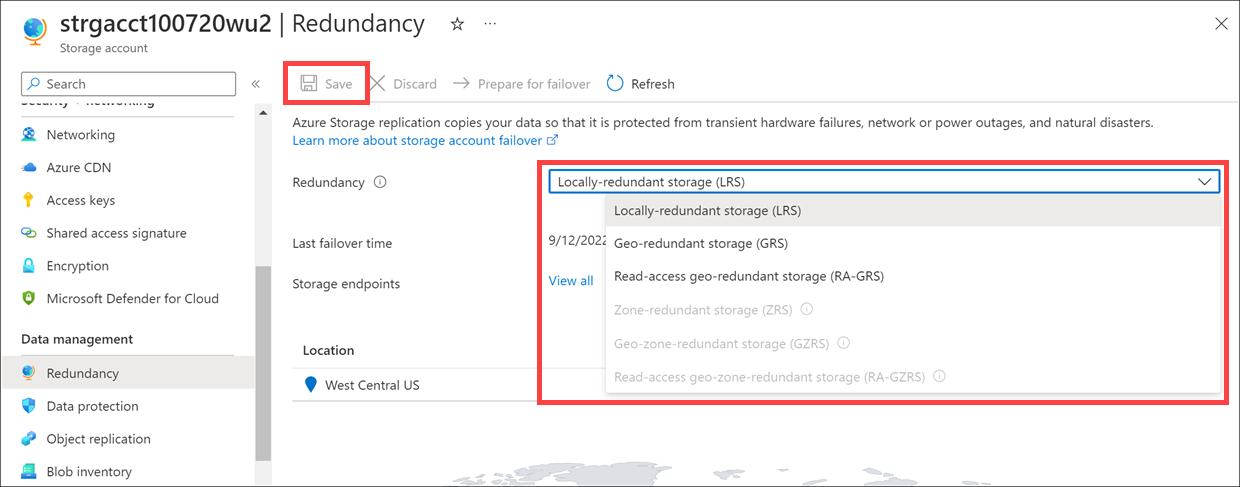 strgacct100720wu2 | Redundancy
Storage account
Search
Save
Discard
Prepare for failover
Refresh
Security + networking
Networking
Azure CDN
Access keys
Shared access signature
Encryption
Microsoft Defender for Cloud
Data management
Redundancy
Data protection
Object replication
Blob inventory
Azure Storage replication copies your data so that it is protected from transient hardware failures, network or power outages, and natural disasters.
Learn more about storage account failover
Redundancy
Locally-redundant storage (LRS)
Locally-redundant storage (LRS)
Geo-redundant storage (GRS)
Read-access geo-redundant storage (RA-GRS)
Zone-redundant storage (ZRS)
Geo-zone-redundant storage (GZRS)
Read-access geo-zone-redundant storage (RA-GZRS)
Last failover time
9/12/2022
Storage endpoints
View all
Location
West Central US